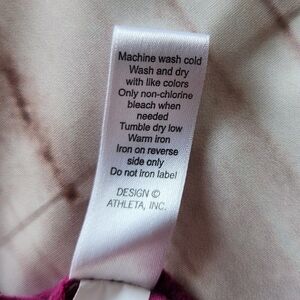 Machine wash cold
Wash and dry
with like colors
Only non-chlorine
bleach when
needed
Tumble dry low
Warm iron
Iron on reverse
side only
Do not iron label
DESIGN ©
ATHLETA, INC.